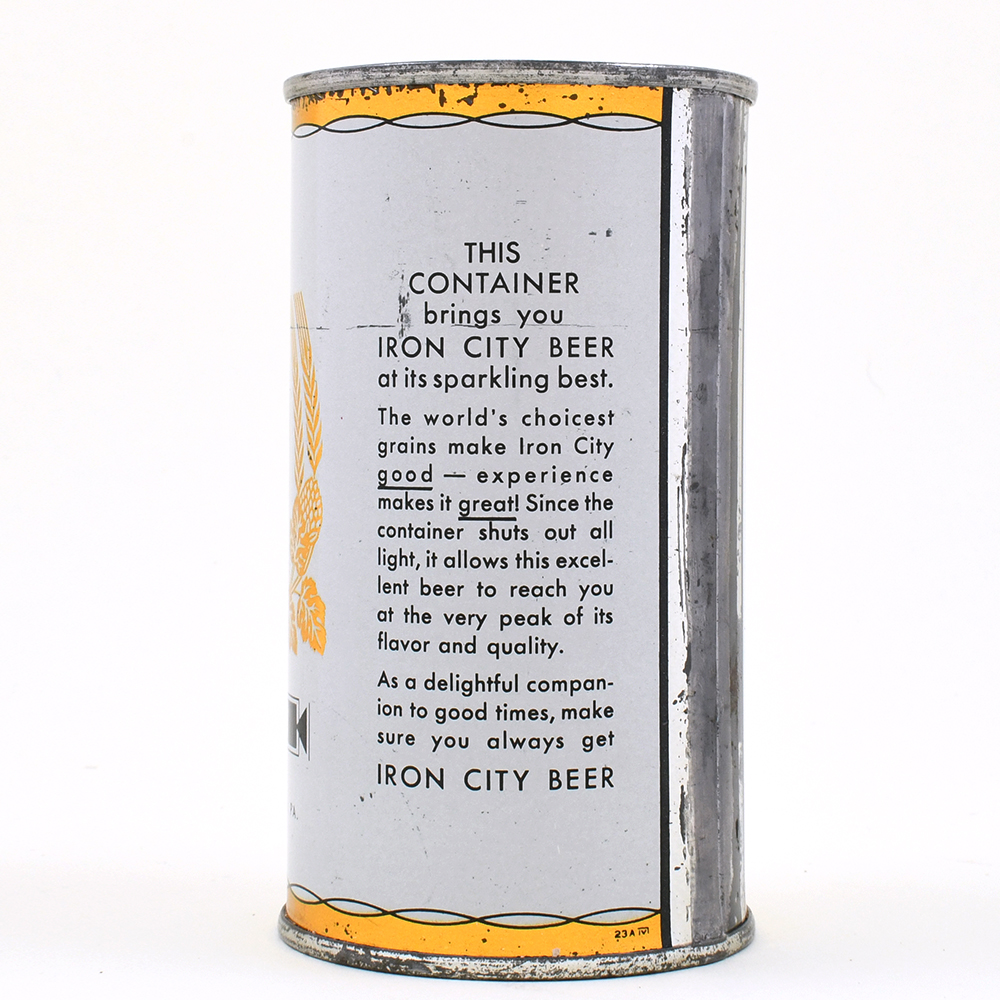 THIS
CONTAINER
brings you
IRON CITY BEER
at its sparkling best.
The world's choicest
grains make Iron City
good — experience
makes it great! Since the
container shuts out all
light, it allows this excel-
lent beer to reach you
at the very peak of its
flavor and quality.
As a delightful compan-
ion to good times, make
sure you always get
IRON CITY BEER
PA.
23A